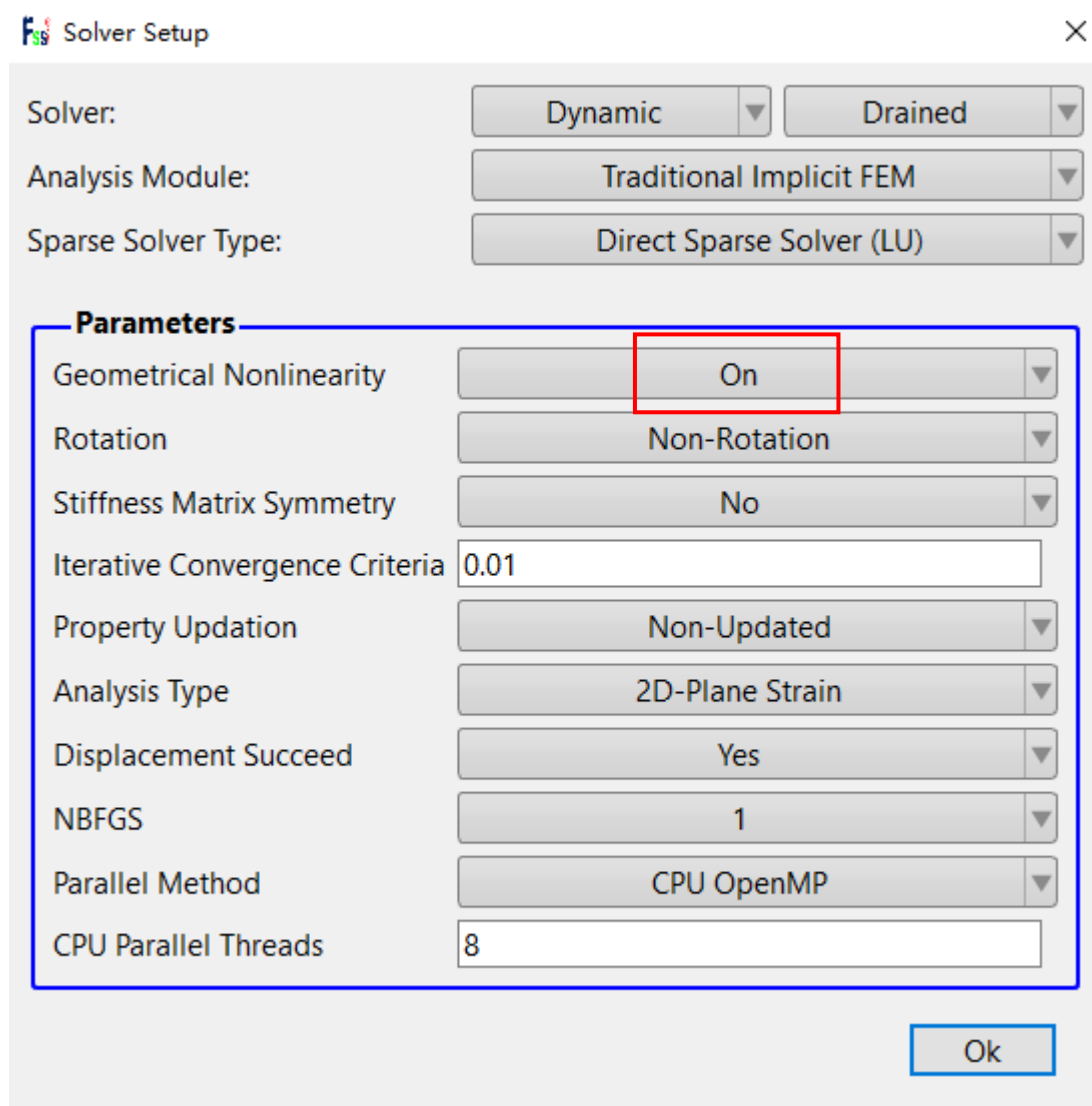 Fssi Solver Setup
Solver: Dynamic Drained
Analysis Module: Traditional Implicit FEM
Sparse Solver Type: Direct Sparse Solver (LU)
Parameters
Geometrical Nonlinearity On
Rotation Non-Rotation
Stiffness Matrix Symmetry No
Iterative Convergence Criteria 0.01
Property Updation Non-Updated
Analysis Type 2D-Plane Strain
Displacement Succeed Yes
NBFGS 1
Parallel Method CPU OpenMP
CPU Parallel Threads 8
Ok